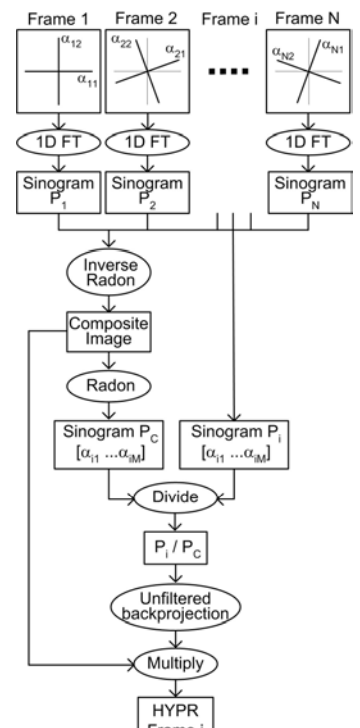 Frame 1 Frame 2 Frame i Frame N
α12
α11
α22
α21
αN2
αN1
1D FT 1D FT 1D FT
Sinogram Sinogram Sinogram
P1 P2 PN
Inverse
Radon
Composite
Image
Radon
Sinogram PC
[αi1 ...αiM]
Sinogram Pi
[αi1 ...αiM]
Divide
Pi / PC
Unfiltered
backprojection
Multiply
HYPR
Frame i